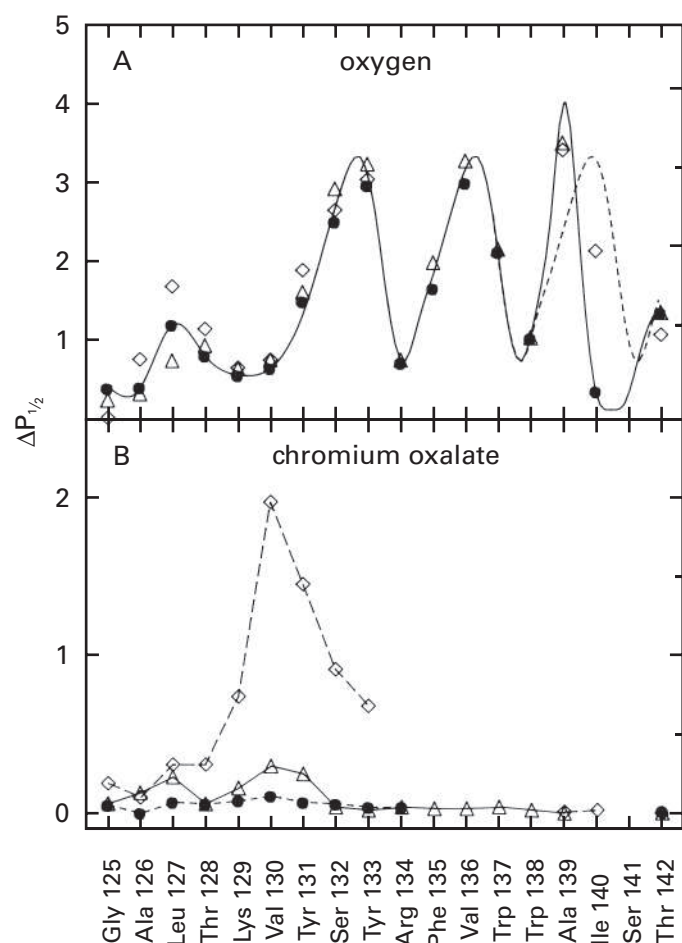 A
oxygen
5
4
3
2
1
ΔP1/2
B
chromium oxalate
2
1
0
Gly 125
Ala 126
Leu 127
Thr 128
Lys 129
Val 130
Tyr 131
Ser 132
Tyr 133
Arg 134
Phe 135
Val 136
Trp 137
Trp 138
Ala 139
Ile 140
Ser 141
Thr 142